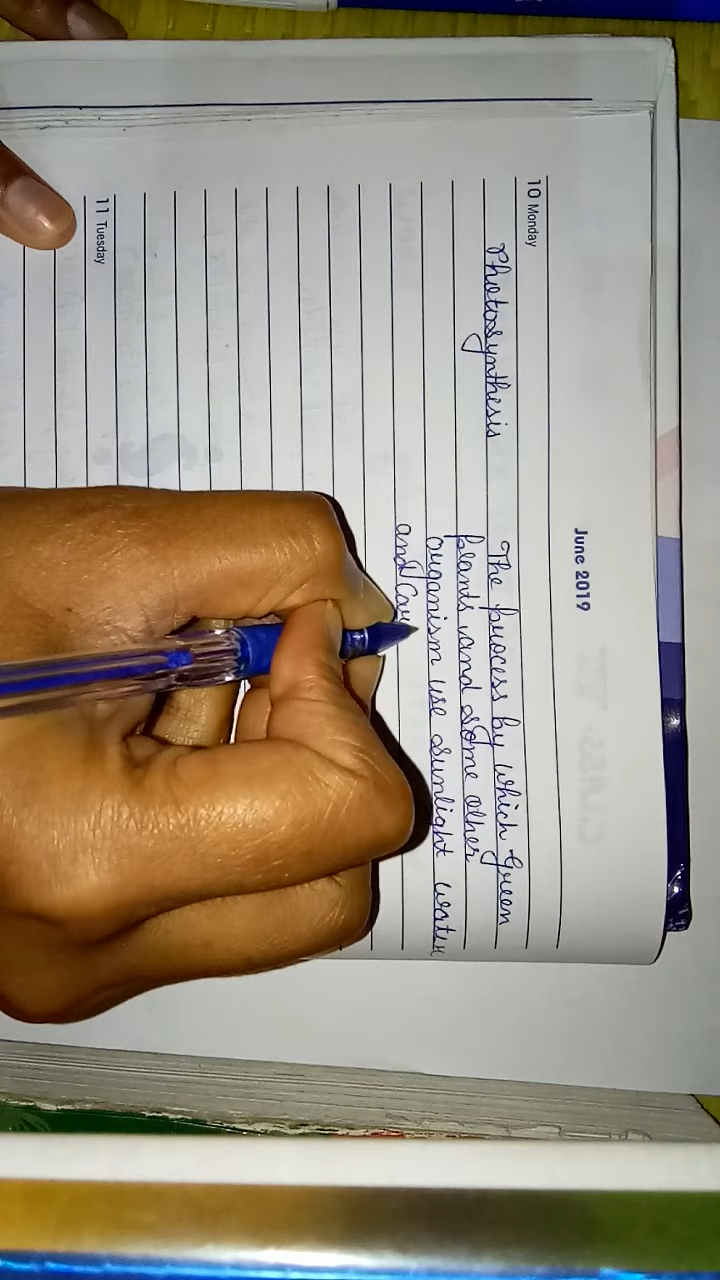 June 2019
10 Monday
Photosynthesis
The process by which Green
plants and some other
organism use sunlight water
and Car
11 Tuesday